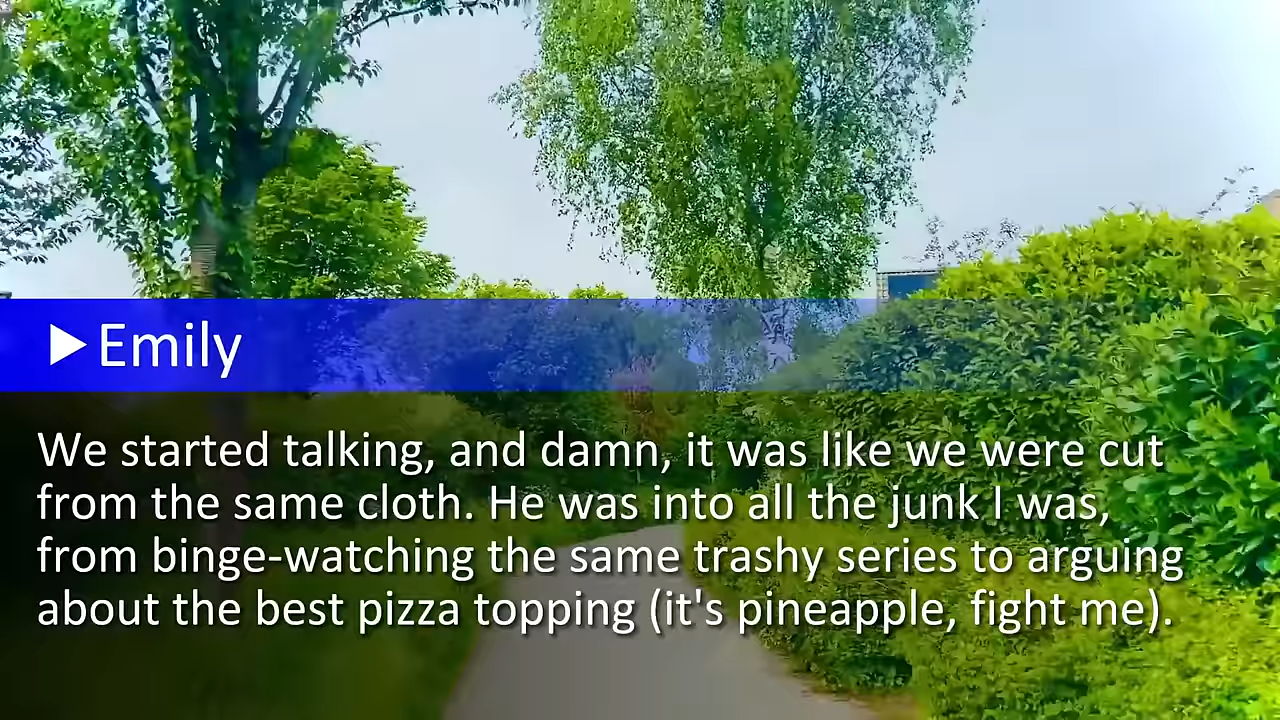 Emily
We started talking, and damn, it was like we were cut
from the same cloth. He was into all the junk I was,
from binge-watching the same trashy series to arguing
about the best pizza topping (it's pineapple, fight me).